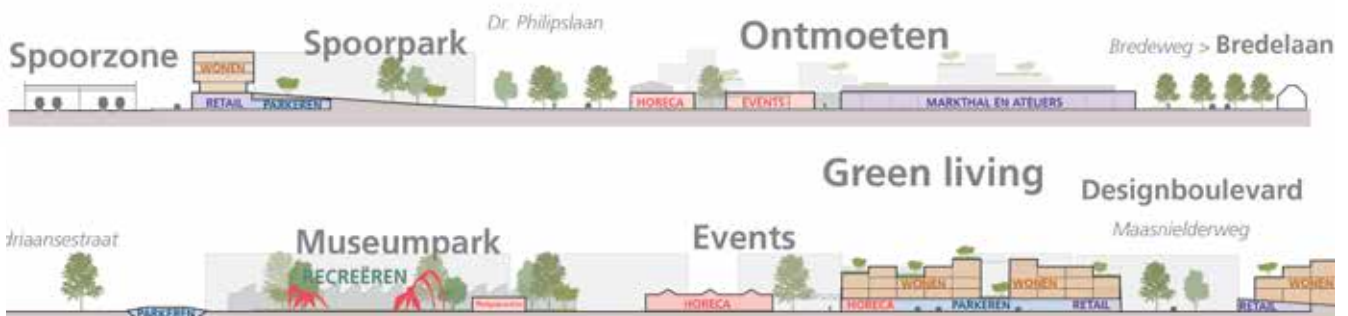 Dr. Philipslaan
Spoorzone
Spoorpark
Ontmoeten
Bredeweg > Bredelaan
WONEN
RETAIL
PARKEREN
HORECA
EVENTS
MARKTHAL EN ATELIERS
Green living
Designboulevard
driaansestraat
Museumpark
Events
Maasnielderweg
RECREËREN
WONEN
WONEN
WONEN
PARKEREN
HORECA
HORECA
PARKEREN
RETAIL
RETAIL